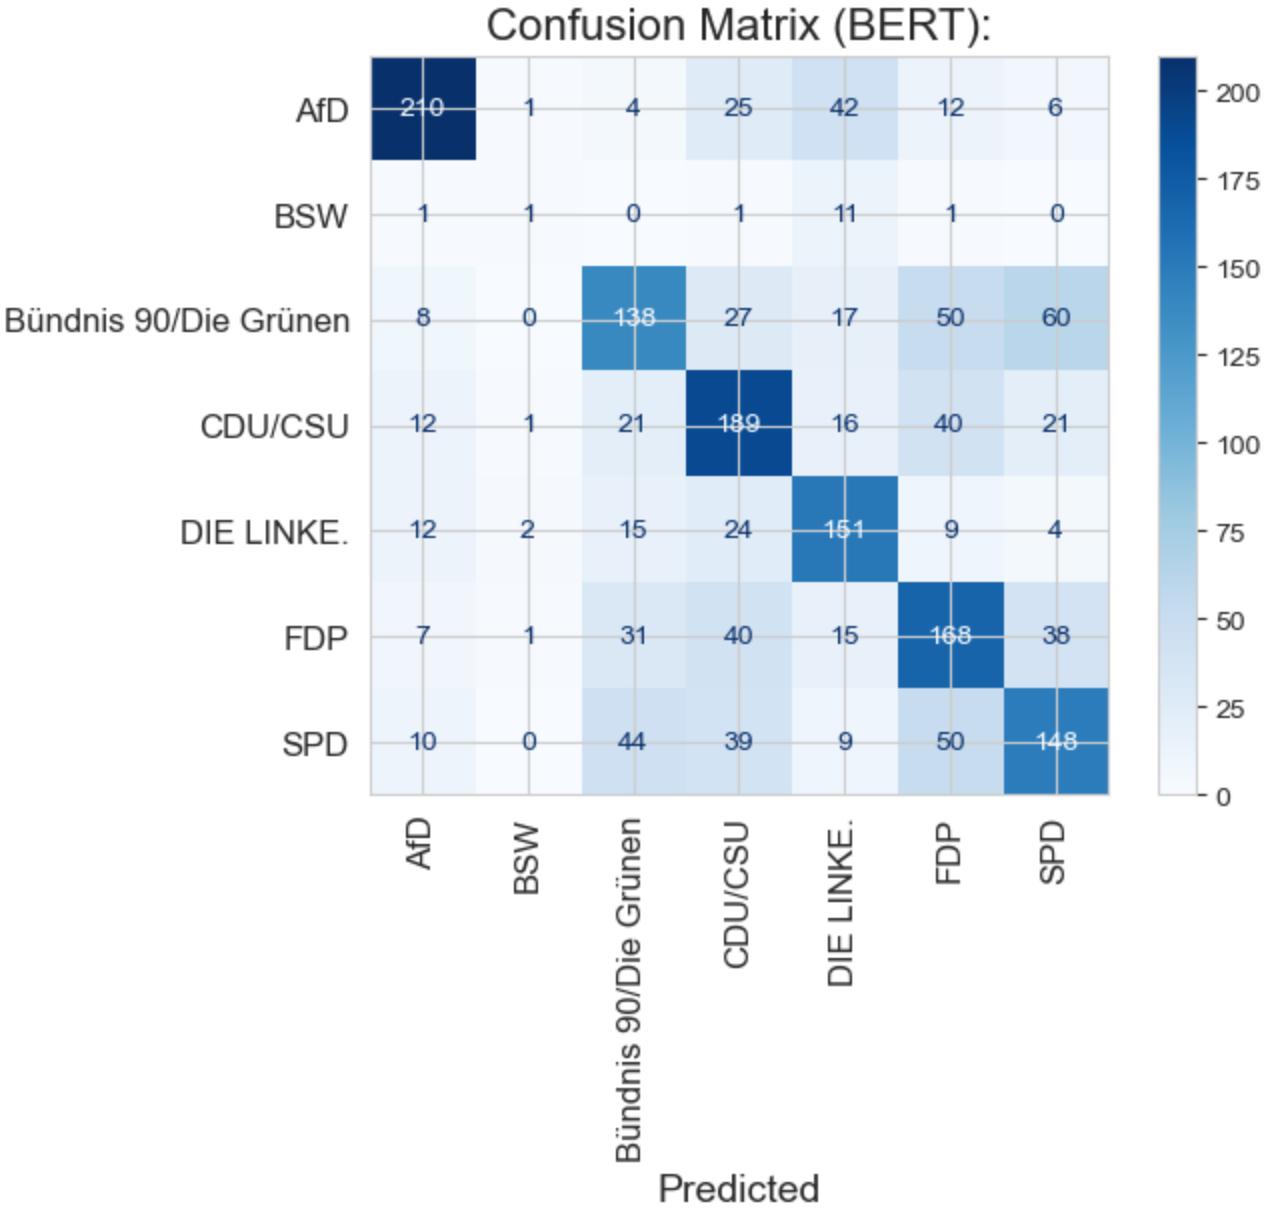 Confusion Matrix (BERT):
AfD 210 1 4 25 42 12 6
BSW 1 1 0 1 11 1 0
Bündnis 90/Die Grünen 8 0 138 27 17 50 60
CDU/CSU 12 1 21 189 16 40 21
DIE LINKE. 12 2 15 24 151 9 4
FDP 7 1 31 40 15 168 38
SPD 10 0 44 39 9 50 148
AfD
BSW
Bündnis 90/Die Grünen
CDU/CSU
DIE LINKE.
FDP
SPD
Predicted
200
175
150
125
100
75
50
25
0